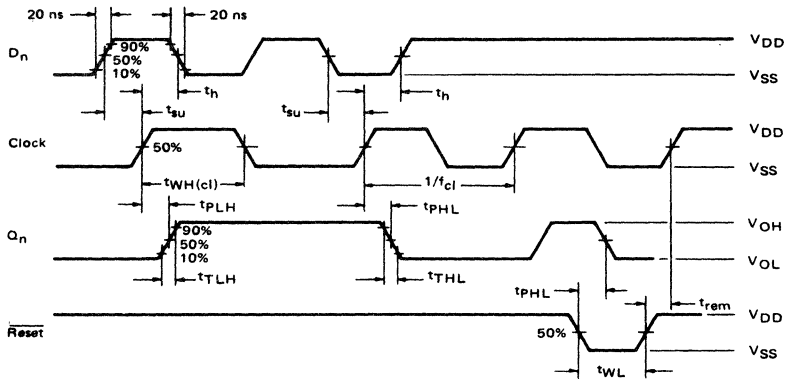 20 ns 20 ns
90%
50%
10%
Dn
VDD
VSS
th
th
tsu
tsu
Clock
50%
VDD
VSS
tWH(cl)
1/fcl
tPLH
tPHL
Qn
90%
50%
10%
VOH
VOL
tTLH
tTHL
tPHL
trem
Reset
50%
VDD
VSS
tWL